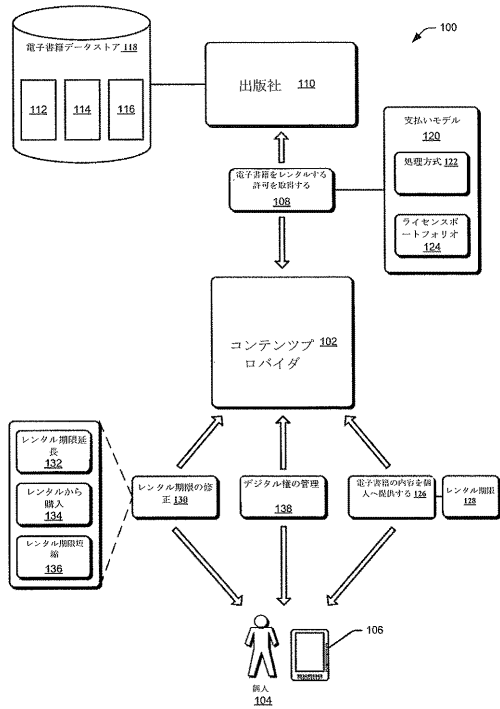 100
電子書籍データストア 118
112
114
116
出版社 110
支払いモデル
120
処理方式 122
ライセンスポ
ートフォリオ
124
電子書籍をレンタルする
許可を取得する
108
コンテンツプ 102
ロバイダ
レンタル期限延
長
132
レンタルから
購入
134
レンタル期限短
縮
136
レンタル期限の修
正 130
デジタル権の管理
138
電子書籍の内容を個
人へ提供する 126
レンタル期限
128
106
個人
104